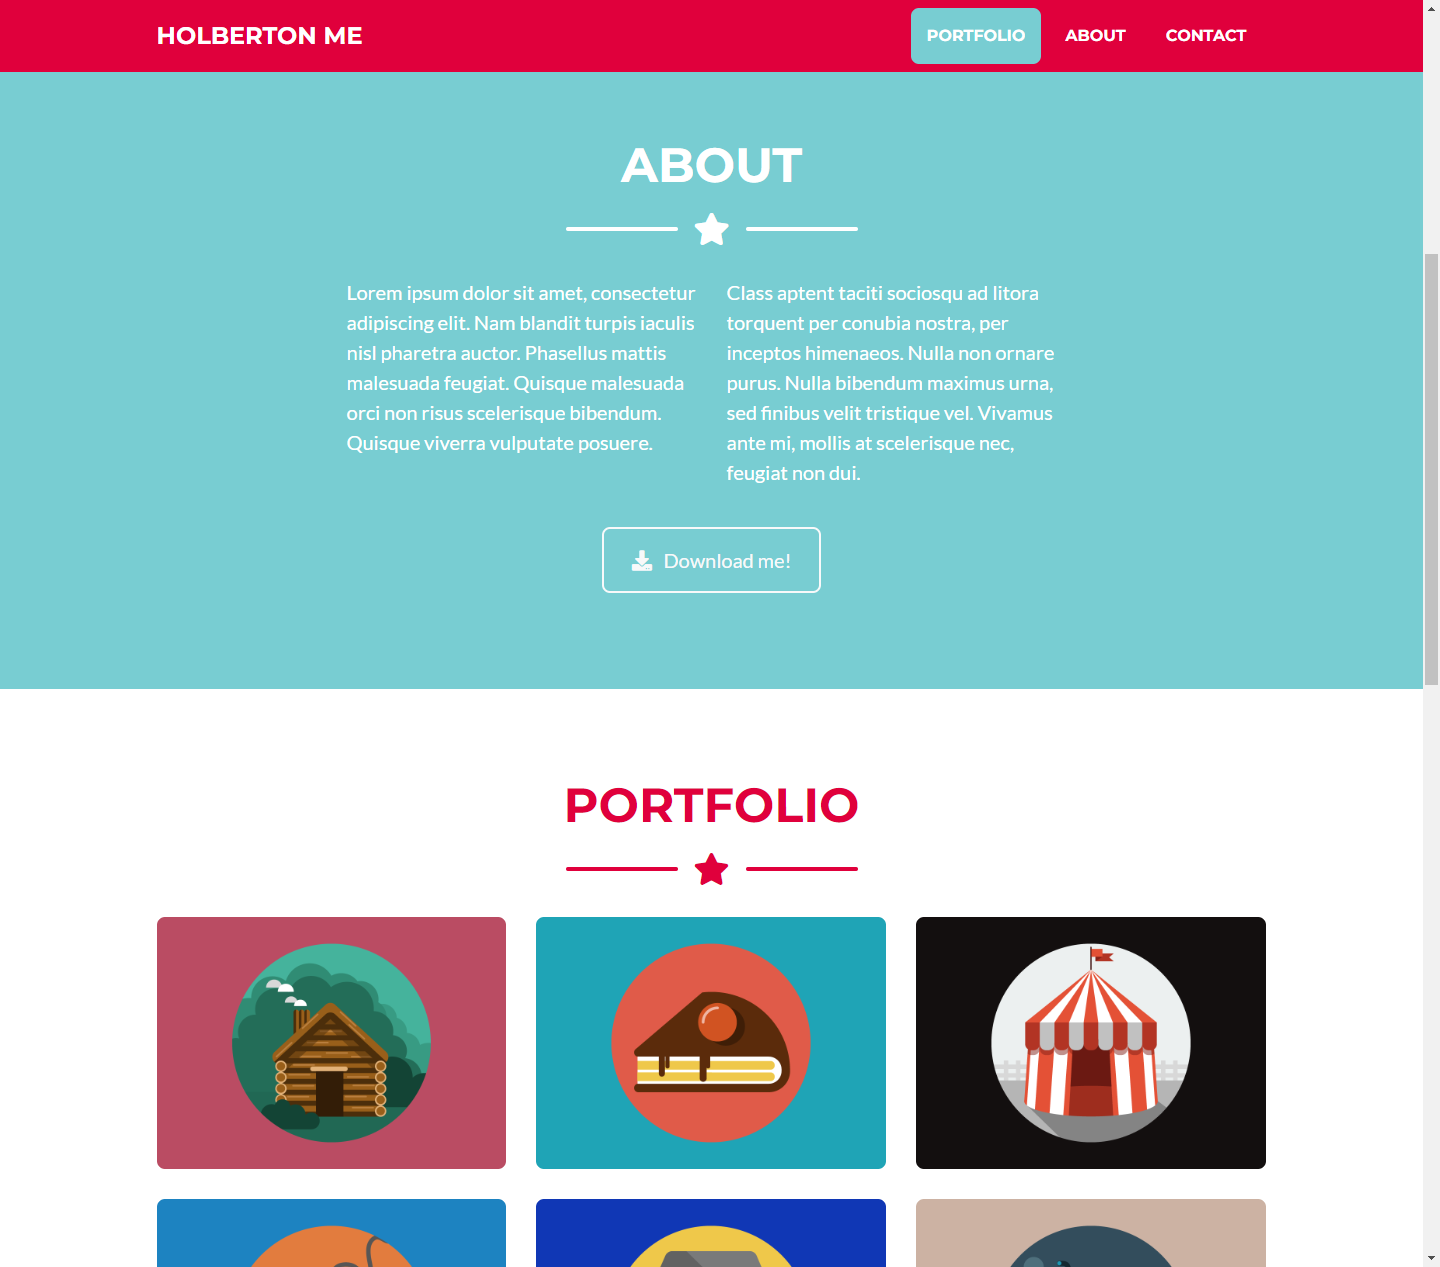 HOLBERTON ME
PORTFOLIO
ABOUT
CONTACT
ABOUT
Lorem ipsum dolor sit amet, consectetur
adipiscing elit. Nam blandit turpis iaculis
nisl pharetra auctor. Phasellus mattis
malesuada feugiat. Quisque malesuada
orci non risus scelerisque bibendum.
Quisque viverra vulputate posuere.
Class aptent taciti sociosqu ad litora
torquent per conubia nostra, per
inceptos himenaeos. Nulla non ornare
purus. Nulla bibendum maximus urna,
sed finibus velit tristique vel. Vivamus
ante mi, mollis at scelerisque nec,
feugiat non dui.
Download me!
PORTFOLIO